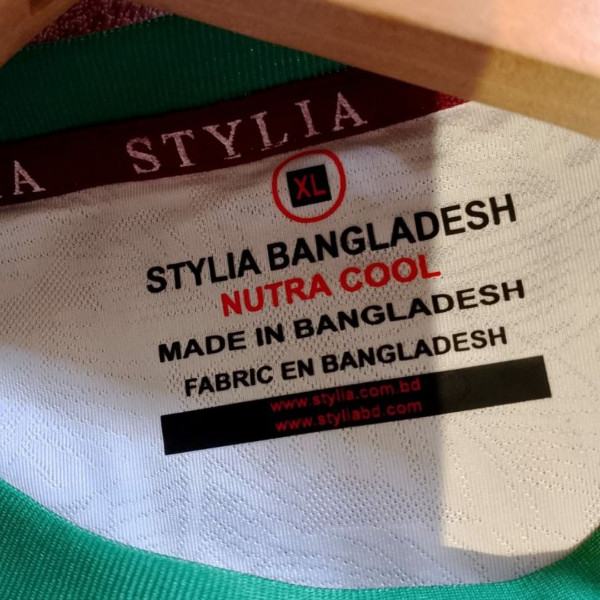 A STYLIA
XL
STYLIA BANGLADESH
NUTRA COOL
MADE IN BANGLADESH
FABRIC EN BANGLADESH
www.stylia.com.bd
www.styliabd.com